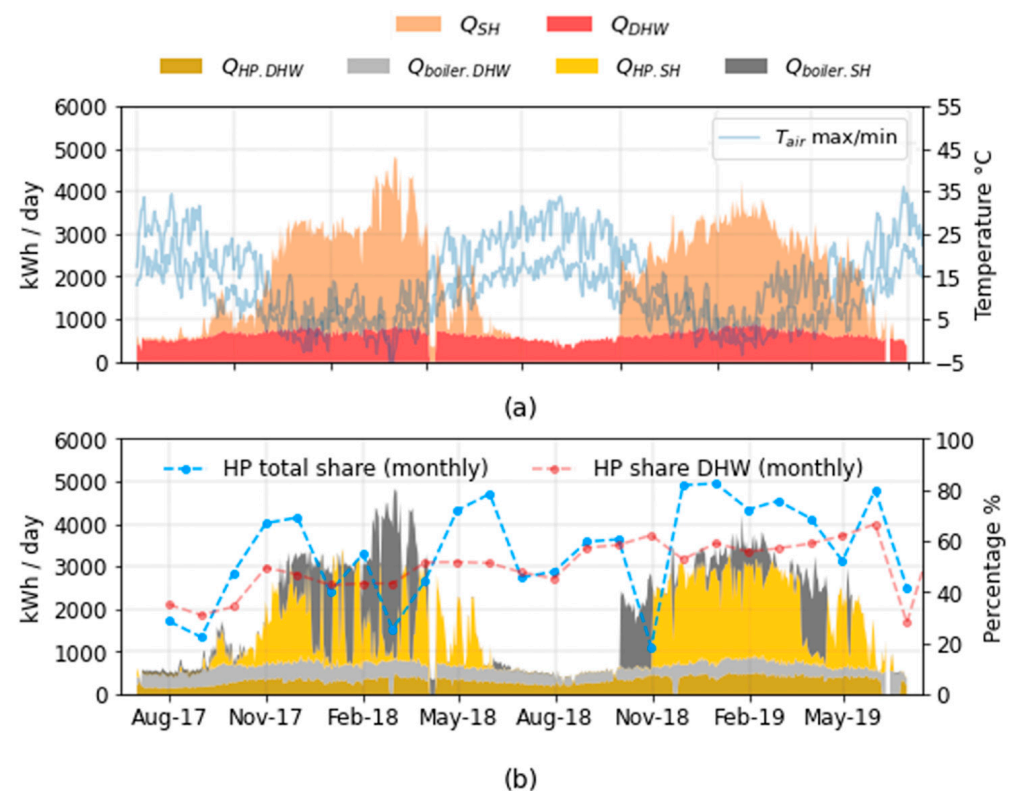 Q_SH Q_DHW
Q_HP.DHW Q_boiler.DHW Q_HP.SH Q_boiler.SH
6000 55
T_air max/min
5000 45
4000 35
3000 25
2000 15
1000 5
0 −5
kWh / day
Temperature °C
(a)
6000 100
HP total share (monthly) HP share DHW (monthly)
5000 80
4000
3000 60
2000 40
1000 20
0 0
kWh / day
Percentage %
Aug-17 Nov-17 Feb-18 May-18 Aug-18 Nov-18 Feb-19 May-19
(b)